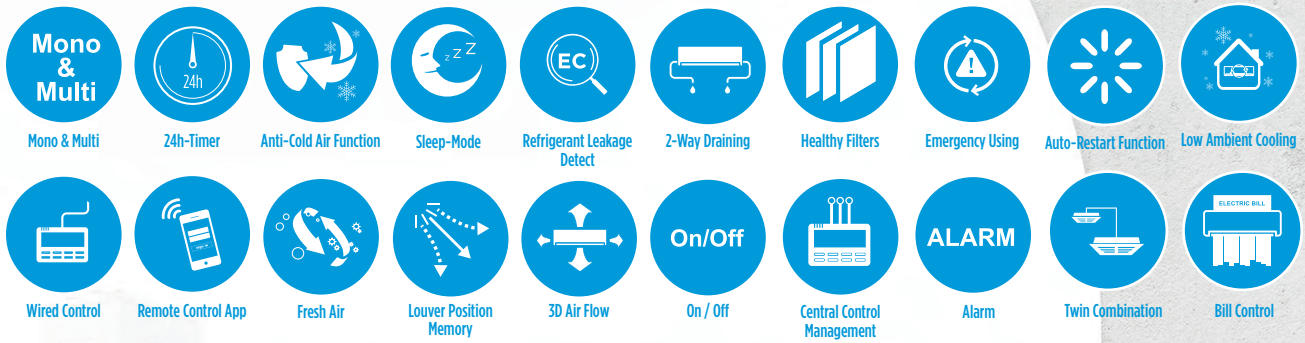 Mono
&
Multi
24h
z z Z
EC
Mono & Multi
24h-Timer
Anti-Cold Air Function
Sleep-Mode
Refrigerant Leakage
Detect
2-Way Draining
Healthy Filters
Emergency Using
Auto-Restart Function
Low Ambient Cooling
On/Off
ALARM
ELECTRIC BILL
Wired Control
Remote Control App
Fresh Air
Louver Position
Memory
3D Air Flow
On / Off
Central Control
Management
Alarm
Twin Combination
Bill Control